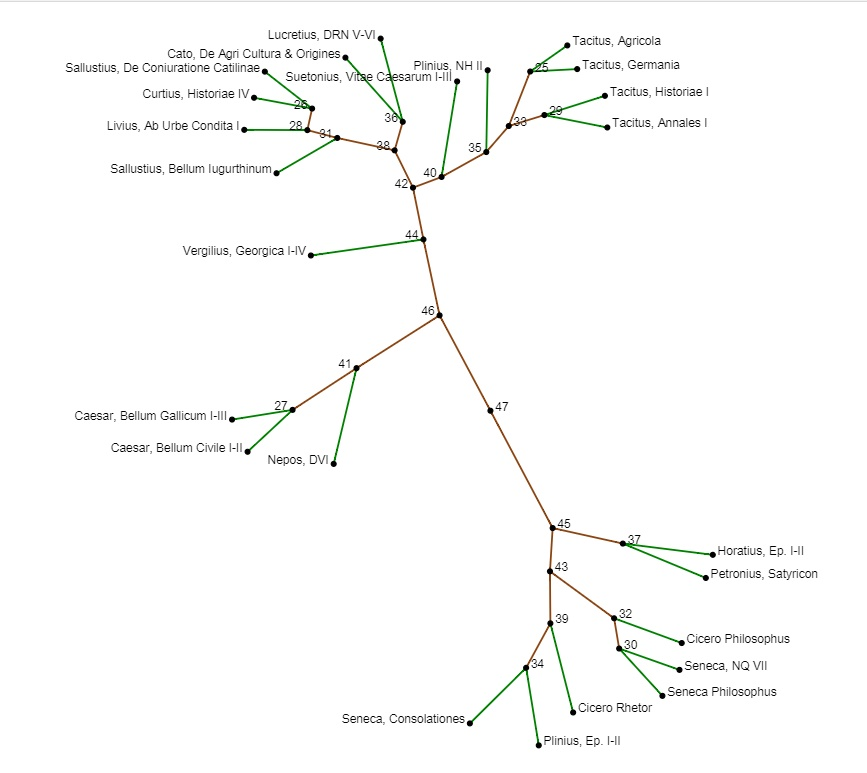 Lucretius, DRN V-VI
Tacitus, Agricola
Cato, De Agri Cultura & Origines
Plinius, NH II
25
Tacitus, Germania
Sallustius, De Coniuratione Catilinae
Suetonius, Vitae Caesarum I-III
Curtius, Historiae IV
26
Tacitus, Historiae I
29
36
33
Livius, Ab Urbe Condita I
28
31
Tacitus, Annales I
38
35
Sallustius, Bellum Iugurthinum
40
42
44
Vergilius, Georgica I-IV
46
41
27
47
Caesar, Bellum Gallicum I-III
Caesar, Bellum Civile I-II
Nepos, DVI
45
37
Horatius, Ep. I-II
43
Petronius, Satyricon
32
39
Cicero Philosophus
30
34
Seneca, NQ VII
Seneca Philosophus
Cicero Rhetor
Seneca, Consolationes
Plinius, Ep. I-II